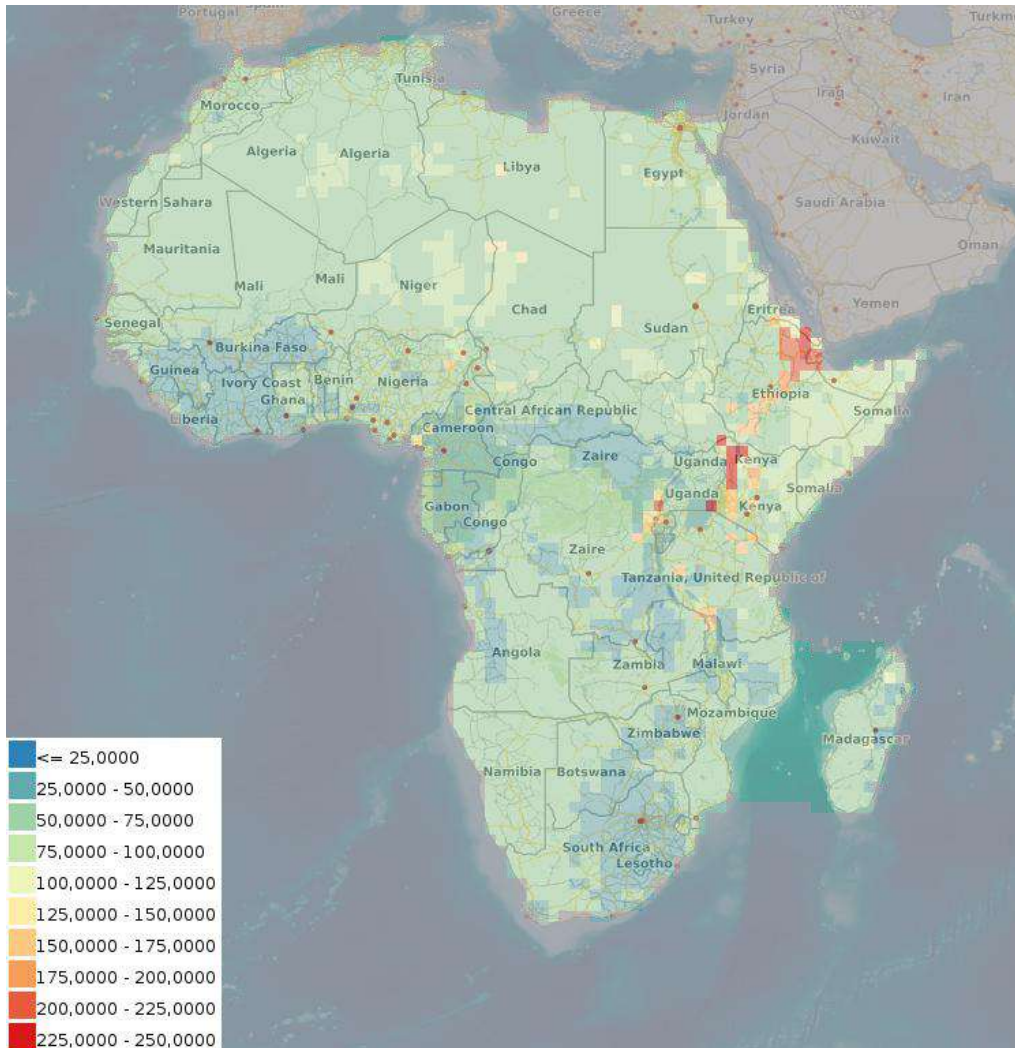 Portugal
Spain
Greece
Turkey
Turkm
Syria
Iraq
Iran
Jordan
Kuwait
Tunisia
Morocco
Algeria
Algeria
Libya
Egypt
Saudi Arabia
Western Sahara
Oman
Mauritania
Mali
Mali
Niger
Chad
Sudan
Eritrea
Yemen
Senegal
Burkina Faso
Guinea
Ivory Coast
Benin
Nigeria
Ghana
Liberia
Ethiopia
Somalia
Central African Republic
Cameroon
Congo
Zaire
Uganda
Kenya
Somalia
Uganda
Kenya
Gabon
Congo
Zaire
Tanzania, United Republic of
Angola
Zambia
Malawi
Mozambique
Zimbabwe
Madagascar
Namibia
Botswana
South Africa
Lesotho
<= 25,0000
25,0000 - 50,0000
50,0000 - 75,0000
75,0000 - 100,0000
100,0000 - 125,0000
125,0000 - 150,0000
150,0000 - 175,0000
175,0000 - 200,0000
200,0000 - 225,0000
225,0000 - 250,0000